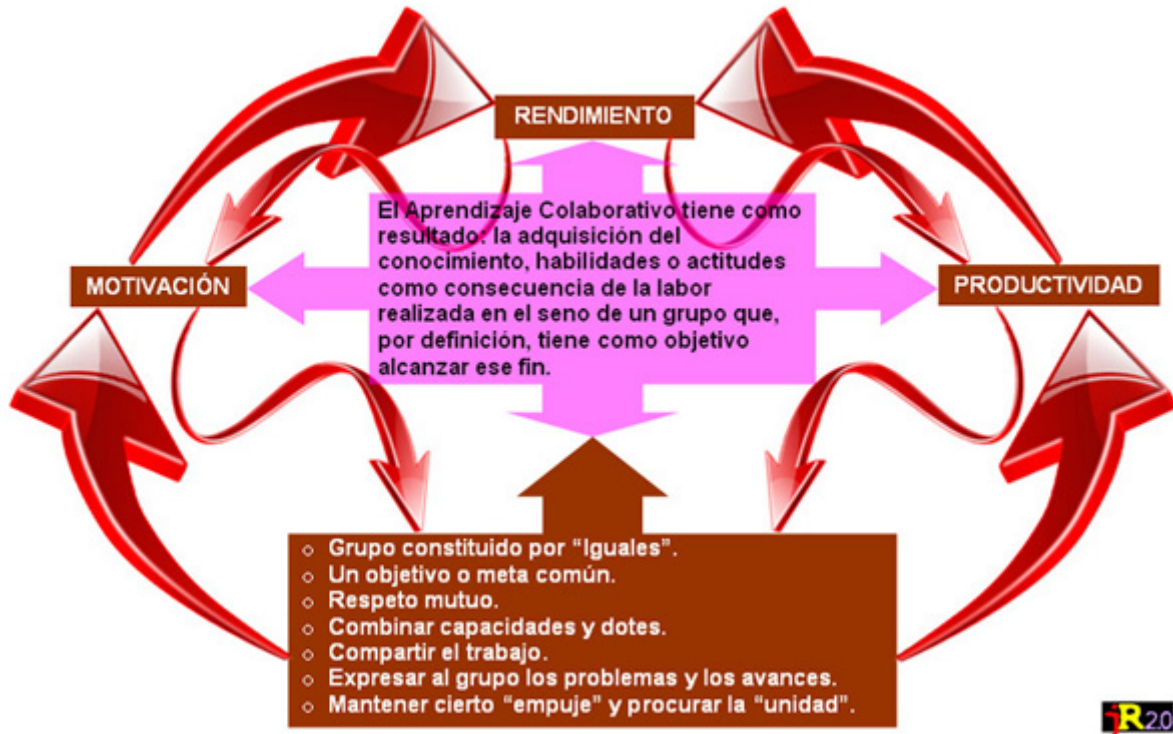 RENDIMIENTO
El Aprendizaje Colaborativo tiene como
resultado: la adquisición del
conocimiento, habilidades o actitudes
como consecuencia de la labor
realizada en el seno de un grupo que,
por definición, tiene como objetivo
alcanzar ese fin.
MOTIVACIÓN
PRODUCTIVIDAD
○ Grupo constituido por “Iguales”.
○ Un objetivo o meta común.
○ Respeto mutuo.
○ Combinar capacidades y dotes.
○ Compartir el trabajo.
○ Expresar al grupo los problemas y los avances.
○ Mantener cierto “empuje” y procurar la “unidad”.
iR 2.0